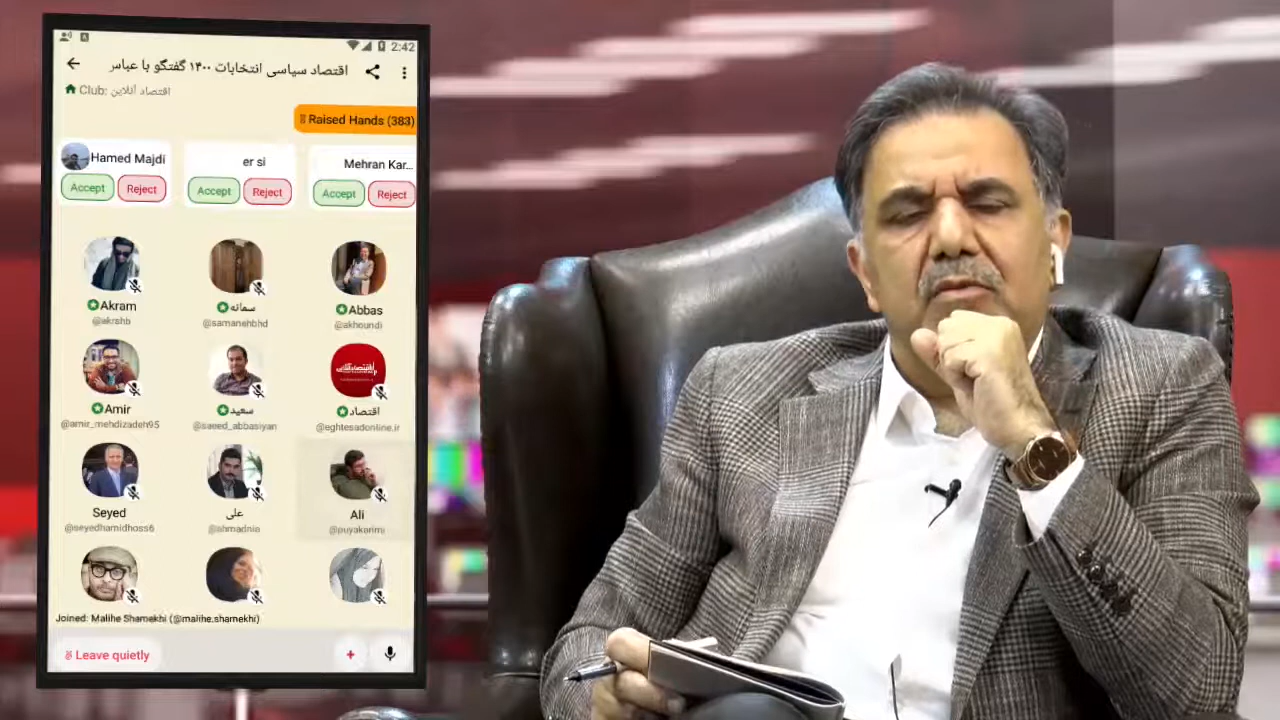 2:42
اقتصاد سیاسی انتخابات ۱۴۰۰ گفتگو با عباس
Club: اقتصاد آنلاین
Raised Hands (383)
Hamed Majdi
er si
Mehran Kar...
Accept Reject
Accept Reject
Accept Reject
Akram
سمانه
Abbas
@akrshb
@samanehbhd
@akhoundi
Amir
سعید
اقتصاد
@amir_mehdizadeh95
@saeed_abbasiyan
@eghtesadonline.ir
Seyed
علی
Ali
@seyedhamidhoss6
@ahmadnia
@puyakarimi
Joined: Malihe Shamekhi (@malihe.shamekhi)
Leave quietly